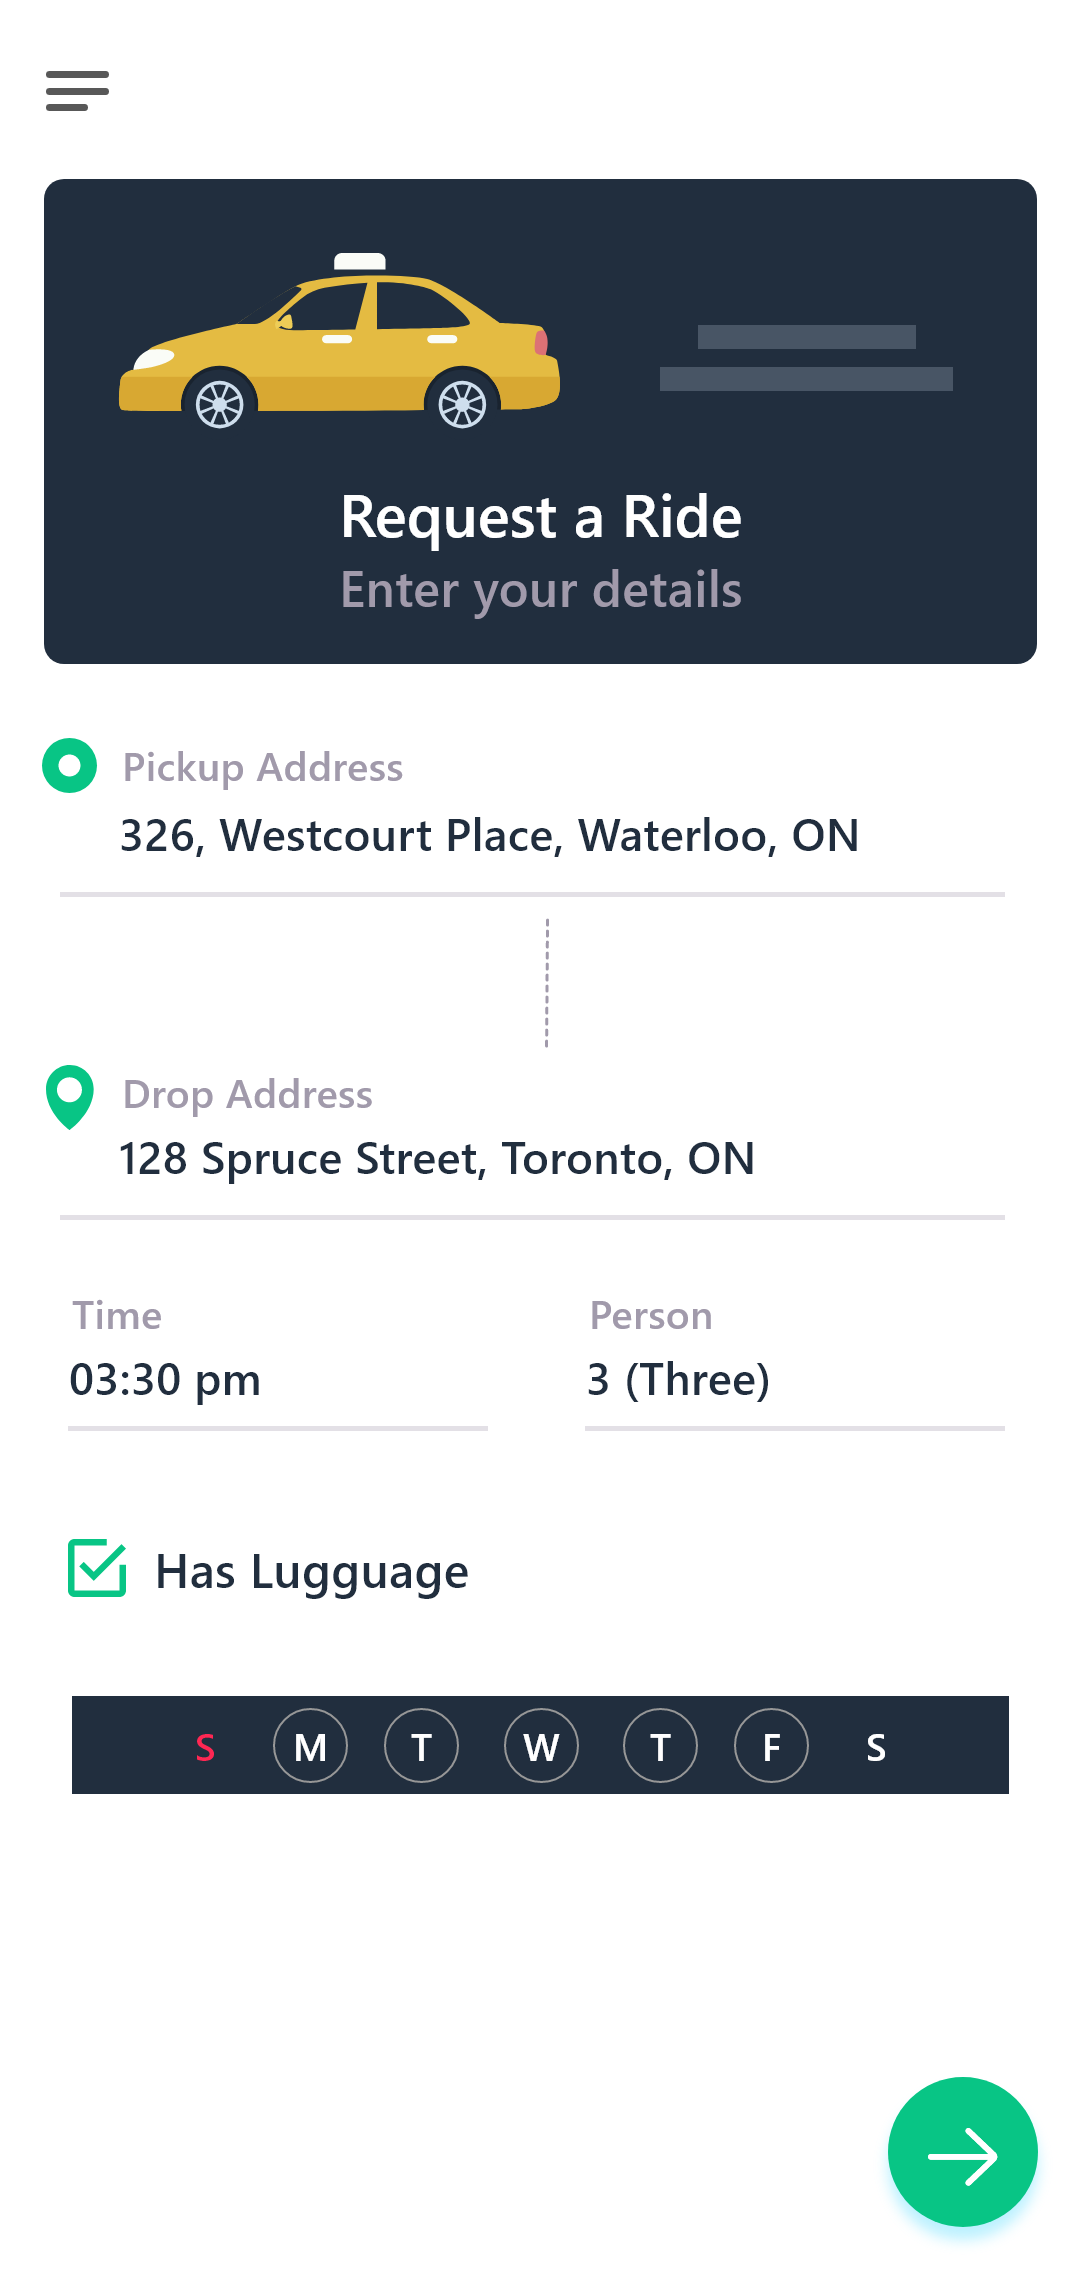 Request a Ride
Enter your details
Pickup Address
326, Westcourt Place, Waterloo, ON
Drop Address
128 Spruce Street, Toronto, ON
Time
Person
03:30 pm
3 (Three)
Has Lugguage
S M T W T F S